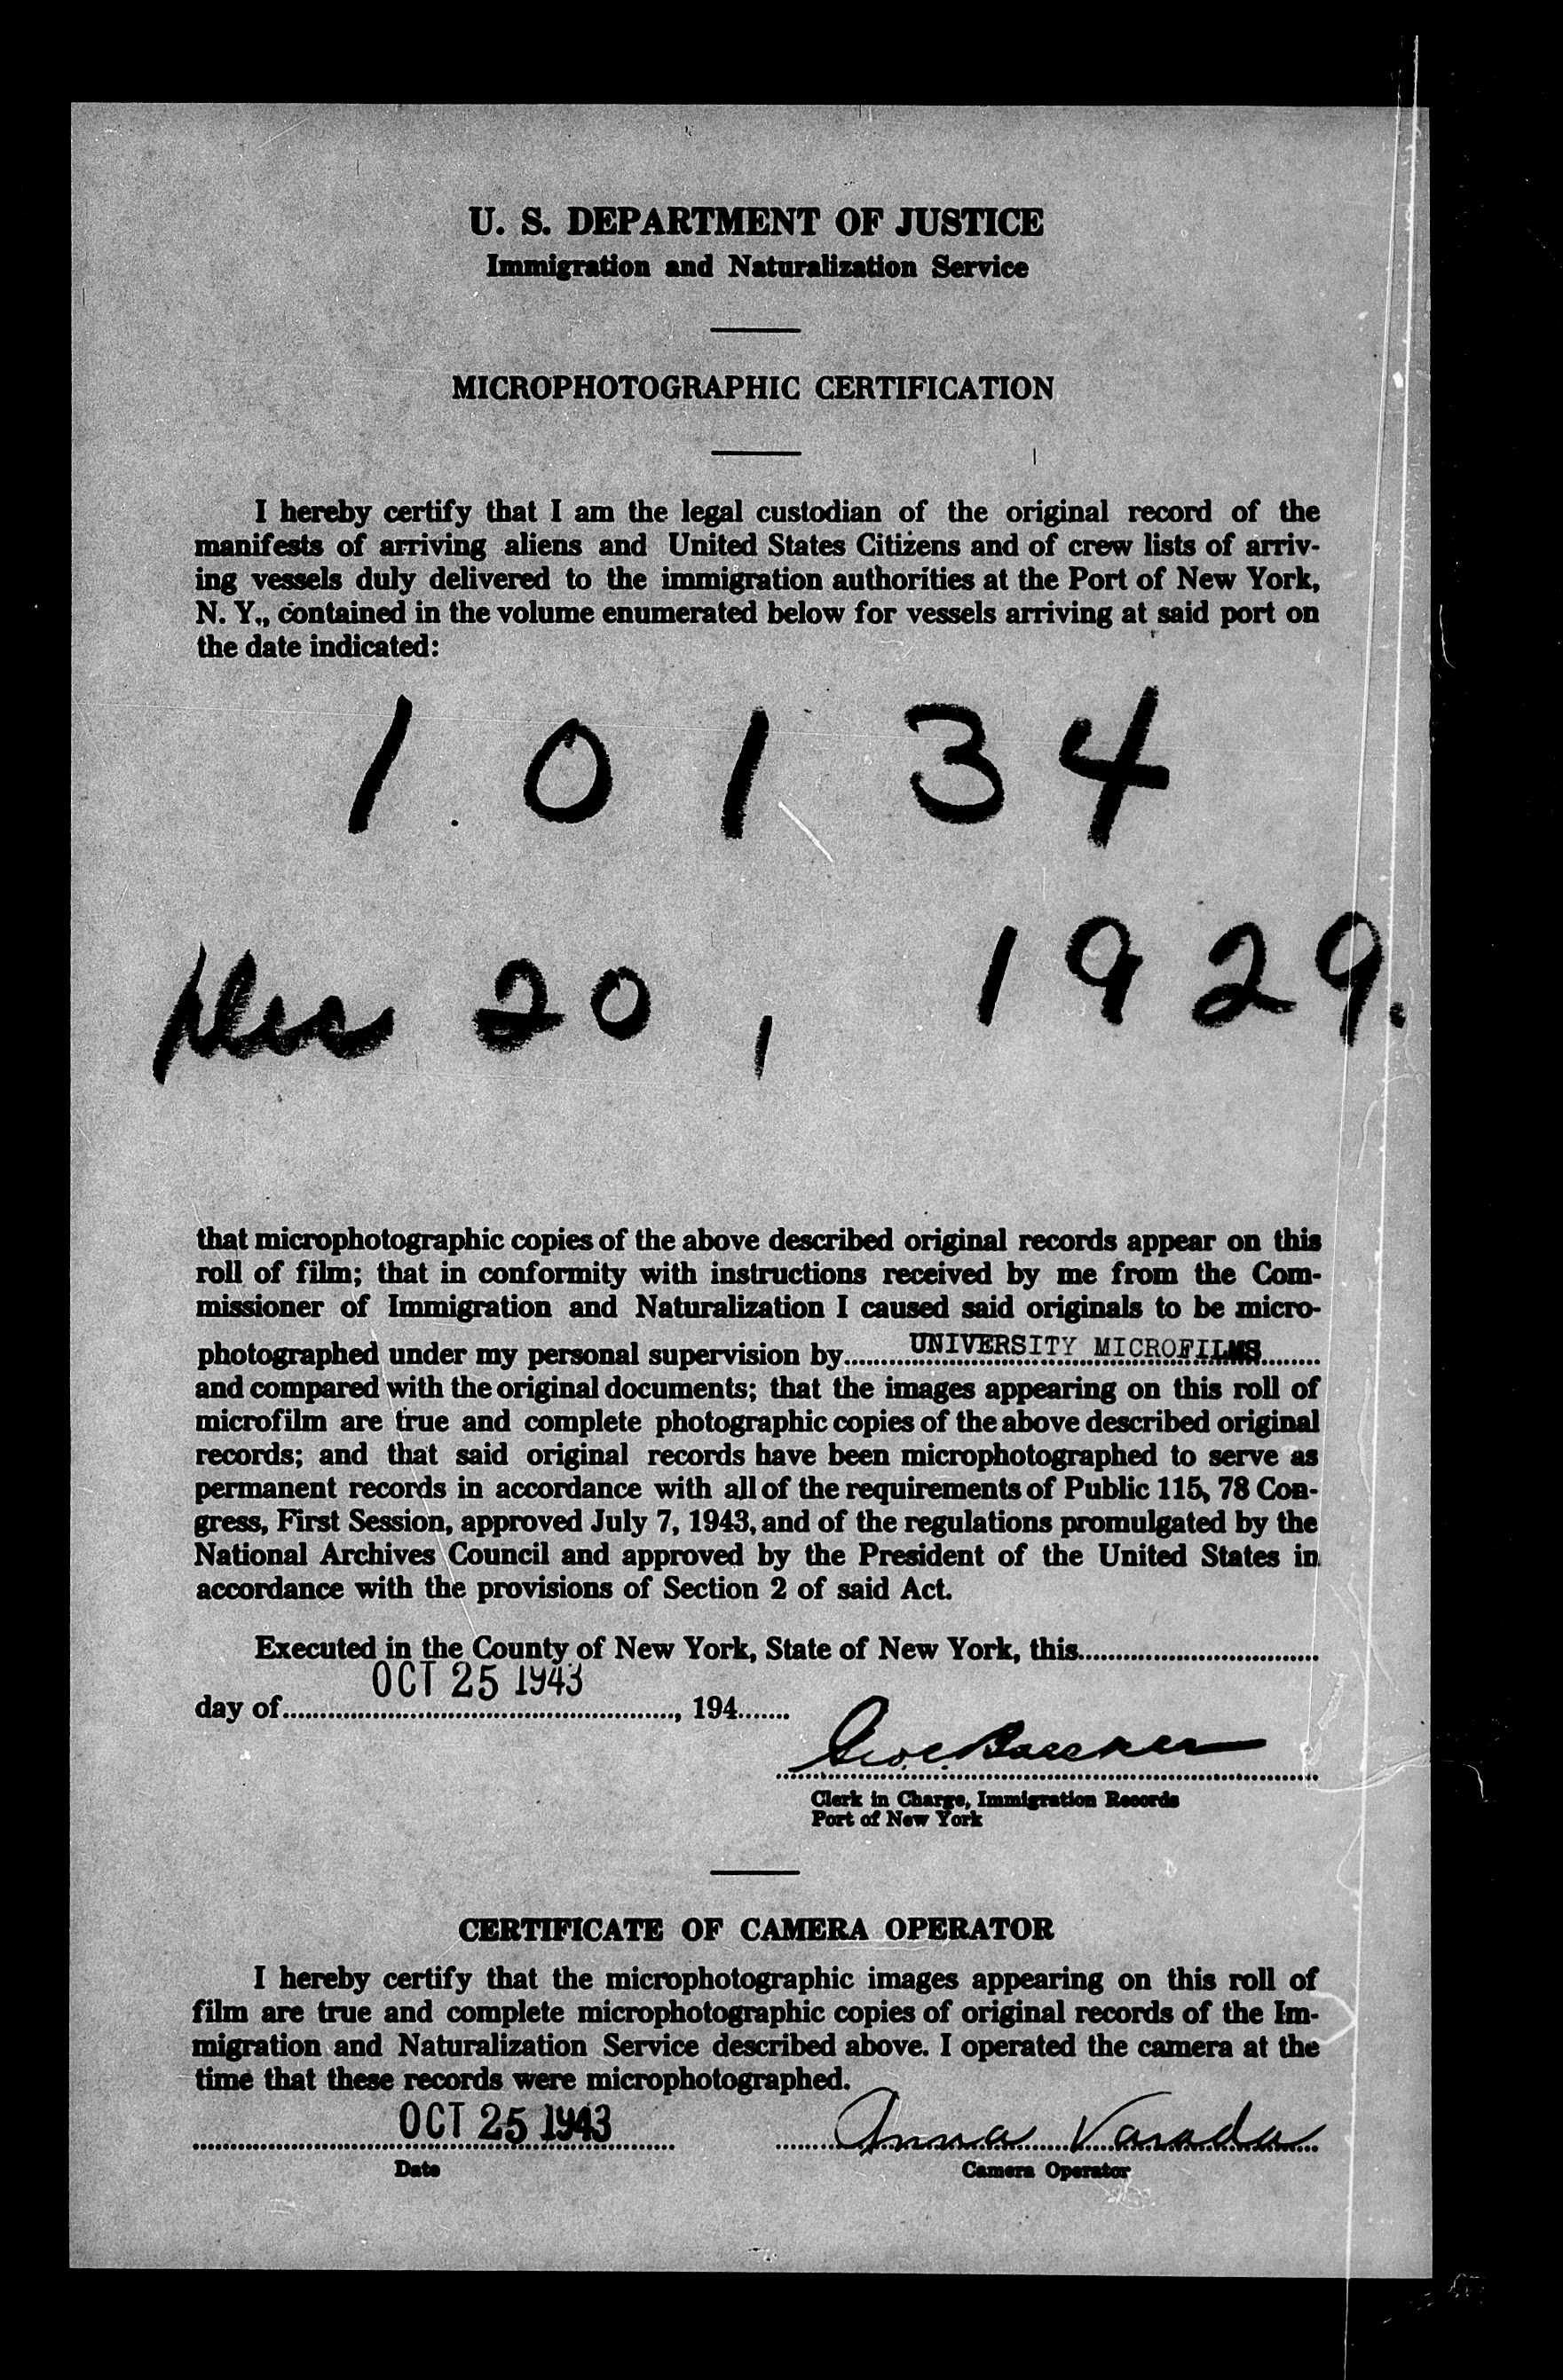 U. S. DEPARTMENT OF JUSTICE
Immigration and Naturalization Service
MICROPHOTOGRAPHIC CERTIFICATION
I hereby certify that I am the legal custodian of the original record of the
manifests of arriving aliens and United States Citizens and of crew lists of arriv-
ing vessels duly delivered to the immigration authorities at the Port of New York,
N. Y., contained in the volume enumerated below for vessels arriving at said port on
the date indicated:
10134
Dec 20, 1929.
that microphotographic copies of the above described original records appear on this
roll of film; that in conformity with instructions received by me from the Com-
missioner of Immigration and Naturalization I caused said originals to be micro-
photographed under my personal supervision by UNIVERSITY MICROFILMS
and compared with the original documents; that the images appearing on this roll of
microfilm are true and complete photographic copies of the above described original
records; and that said original records have been microphotographed to serve as
permanent records in accordance with all of the requirements of Public 115, 78 Con-
gress, First Session, approved July 7, 1943, and of the regulations promulgated by the
National Archives Council and approved by the President of the United States in
accordance with the provisions of Section 2 of said Act.
Executed in the County of New York, State of New York, this
OCT 25 1943
day of, 194
Clerk in Charge, Immigration Records
Port of New York
CERTIFICATE OF CAMERA OPERATOR
I hereby certify that the microphotographic images appearing on this roll of
film are true and complete microphotographic copies of original records of the Im-
migration and Naturalization Service described above. I operated the camera at the
time that these records were microphotographed.
OCT 25 1943 Anna Varada
Date Camera Operator